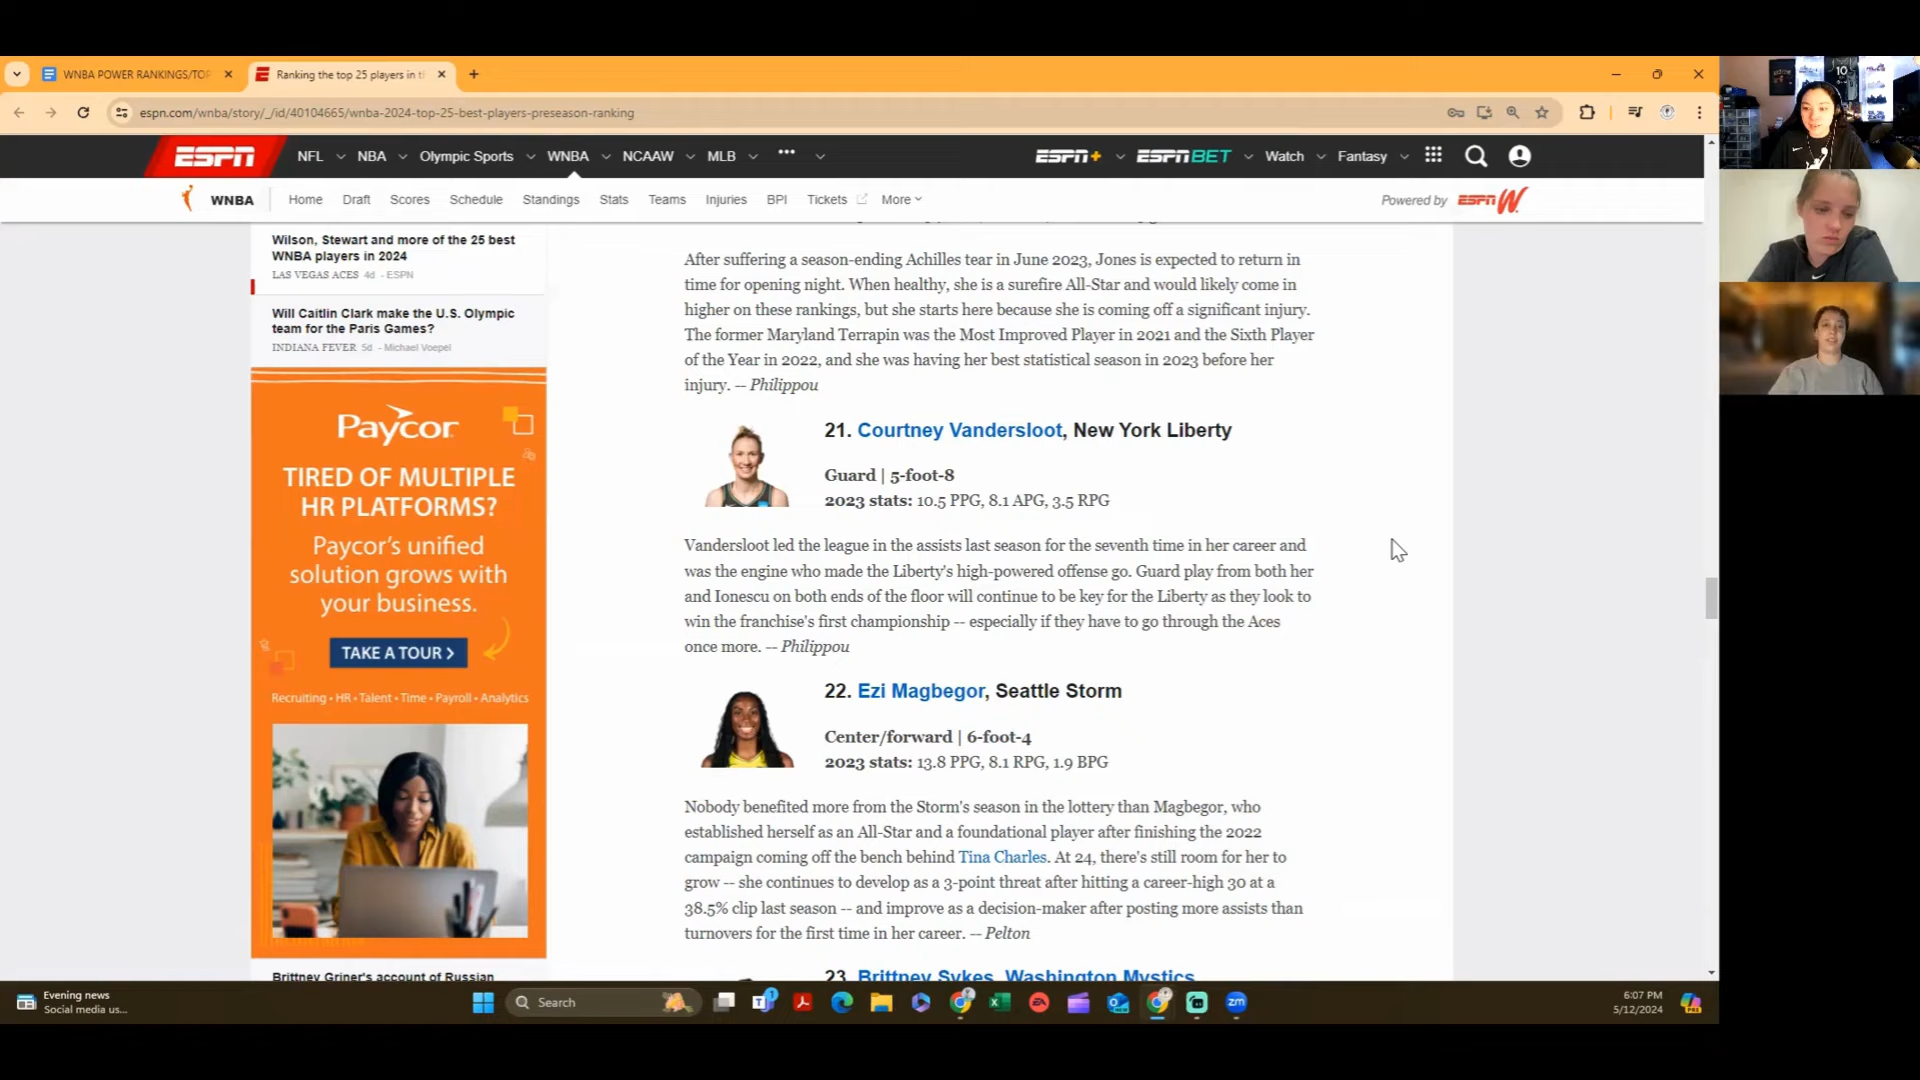 WNBA POWER RANKINGS/TOP
Ranking the top 25 players in th
espn.com/wnba/story/_/id/40104665/wnba-2024-top-25-best-players-preseason-ranking
ESPN NFL NBA Olympic Sports WNBA NCAAW MLB ••• ESPN+ ESPN BET Watch Fantasy
WNBA Home Draft Scores Schedule Standings Stats Teams Injuries BPI Tickets More Powered by ESPN W
10
Wilson, Stewart and more of the 25 best
WNBA players in 2024
LAS VEGAS ACES 4d - ESPN
Will Caitlin Clark make the U.S. Olympic
team for the Paris Games?
INDIANA FEVER 5d - Michael Voepel
Paycor
TIRED OF MULTIPLE
HR PLATFORMS?
Paycor's unified
solution grows with
your business.
TAKE A TOUR >
Recruiting • HR • Talent • Time • Payroll • Analytics
Brittney Griner's account of Russian
After suffering a season-ending Achilles tear in June 2023, Jones is expected to return in
time for opening night. When healthy, she is a surefire All-Star and would likely come in
higher on these rankings, but she starts here because she is coming off a significant injury.
The former Maryland Terrapin was the Most Improved Player in 2021 and the Sixth Player
of the Year in 2022, and she was having her best statistical season in 2023 before her
injury. -- Philippou
21. Courtney Vandersloot, New York Liberty
Guard | 5-foot-8
2023 stats: 10.5 PPG, 8.1 APG, 3.5 RPG
Vandersloot led the league in the assists last season for the seventh time in her career and
was the engine who made the Liberty's high-powered offense go. Guard play from both her
and Ionescu on both ends of the floor will continue to be key for the Liberty as they look to
win the franchise's first championship -- especially if they have to go through the Aces
once more. -- Philippou
22. Ezi Magbegor, Seattle Storm
Center/forward | 6-foot-4
2023 stats: 13.8 PPG, 8.1 RPG, 1.9 BPG
Nobody benefited more from the Storm's season in the lottery than Magbegor, who
established herself as an All-Star and a foundational player after finishing the 2022
campaign coming off the bench behind Tina Charles. At 24, there's still room for her to
grow -- she continues to develop as a 3-point threat after hitting a career-high 30 at a
38.5% clip last season -- and improve as a decision-maker after posting more assists than
turnovers for the first time in her career. -- Pelton
23. Brittney Sykes, Washington Mystics
Evening news
Social media us...
Search
zm
6:07 PM
5/12/2024